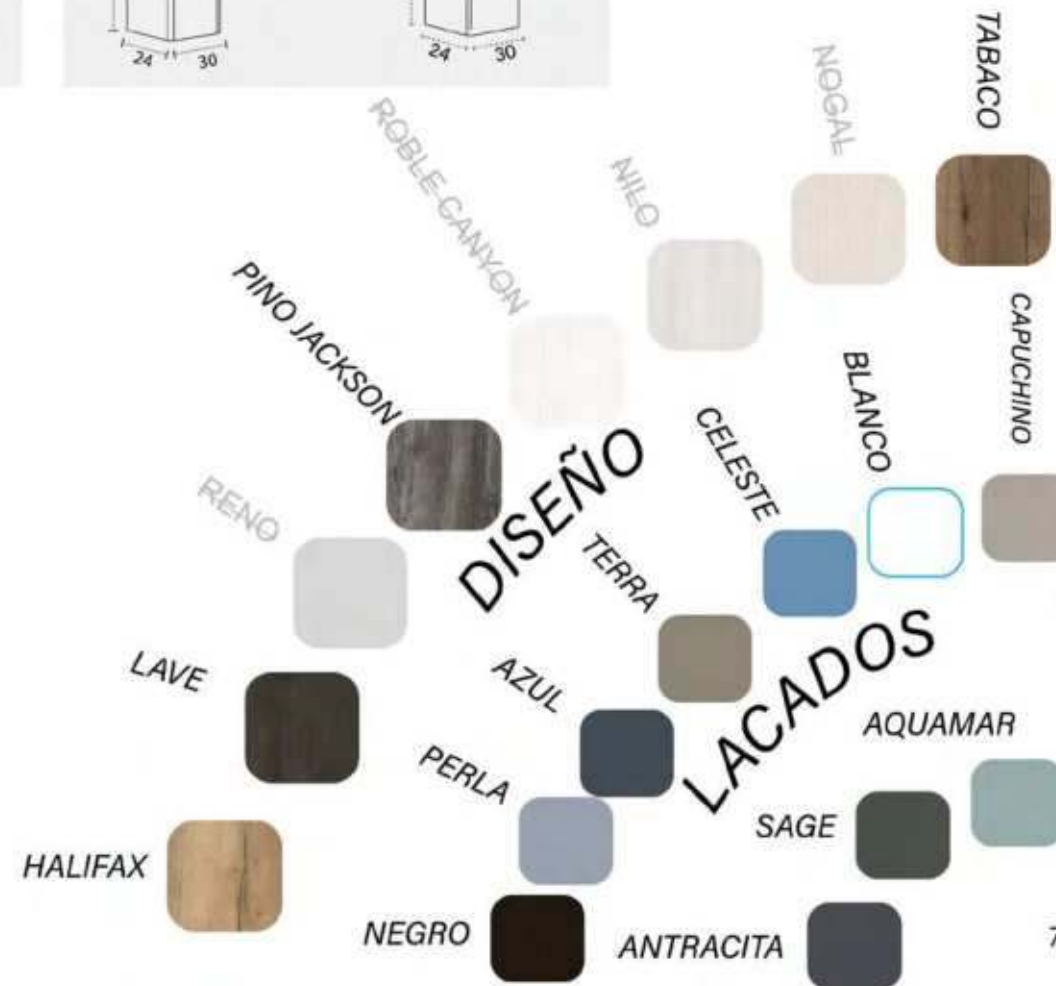 24 30
24 30
TABACO
NOGAL
NILO
ROBLE CANYON
PINO JACKSON
RENO
LAVE
HALIFAX
DISEÑO
CAPUCHINO
BLANCO
CELESTE
TERRA
AZUL
PERLA
NEGRO
LACADOS
AQUAMAR
SAGE
ANTRACITA